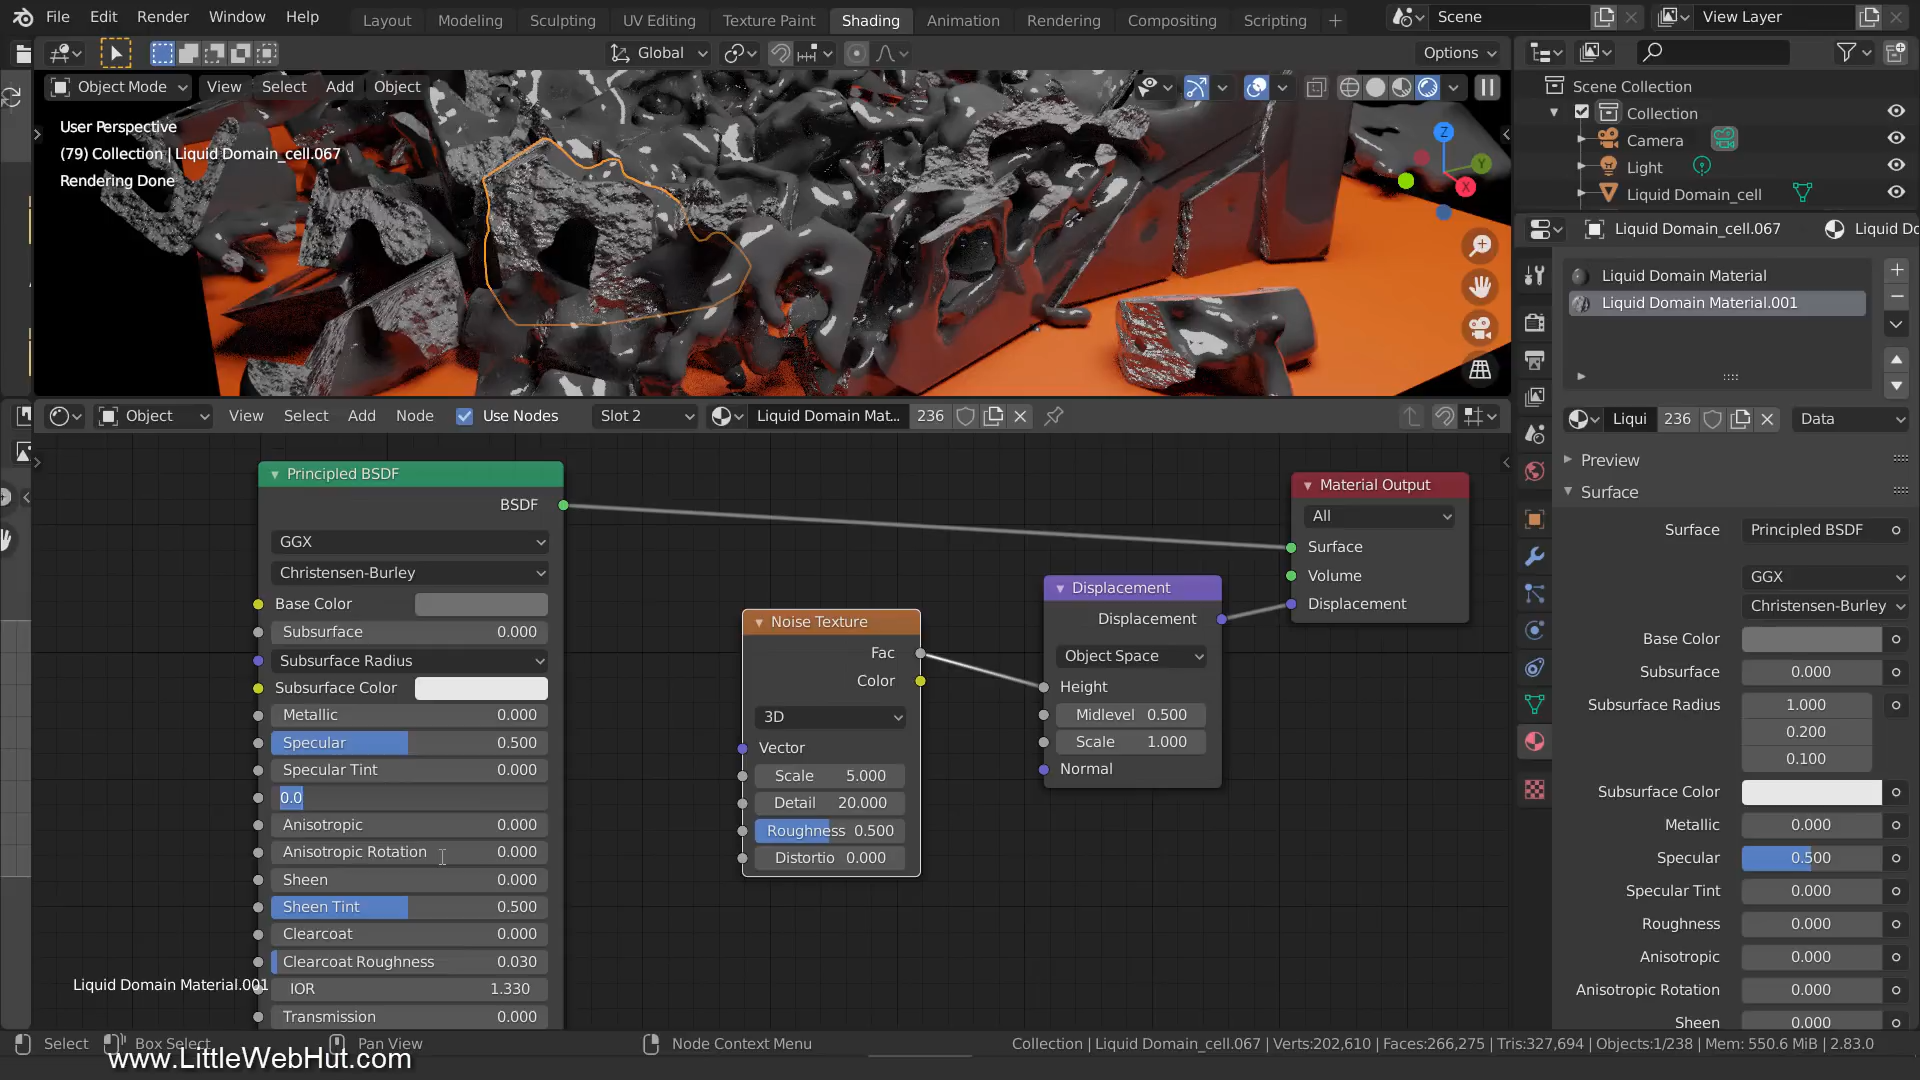 File Edit Render Window Help Layout Modeling Sculpting UV Editing Texture Paint Shading Animation Rendering Compositing Scripting Scene View Layer
Global Options
Object Mode View Select Add Object
User Perspective
(79) Collection | Liquid Domain_cell.067
Rendering Done
Z
Y
X
Scene Collection
Collection
Camera
Light
Liquid Domain_cell
Liquid Domain_cell.067 Liquid Do
Liquid Domain Material
Liquid Domain Material.001
Object View Select Add Node Use Nodes Slot 2 Liquid Domain Mat... 236
Liqui 236 Data
Principled BSDF
BSDF
GGX
Christensen-Burley
Base Color
Subsurface 0.000
Subsurface Radius
Subsurface Color
Metallic 0.000
Specular 0.500
Specular Tint 0.000
0.0
Anisotropic 0.000
Anisotropic Rotation 0.000
Sheen 0.000
Sheen Tint 0.500
Clearcoat 0.000
Clearcoat Roughness 0.030
IOR 1.330
Transmission 0.000
Liquid Domain Material.001
Noise Texture
Fac
Color
3D
Vector
Scale 5.000
Detail 20.000
Roughness 0.500
Distortio 0.000
Displacement
Displacement
Object Space
Height
Midlevel 0.500
Scale 1.000
Normal
Material Output
All
Surface
Volume
Displacement
Preview
Surface
Surface Principled BSDF
GGX
Christensen-Burley
Base Color
Subsurface 0.000
Subsurface Radius 1.000
0.200
0.100
Subsurface Color
Metallic 0.000
Specular 0.500
Specular Tint 0.000
Roughness 0.000
Anisotropic 0.000
Anisotropic Rotation 0.000
Sheen 0.000
Select Box Select Pan View Node Context Menu Collection | Liquid Domain_cell.067 | Verts:202,610 | Faces:266,275 | Tris:327,694 | Objects:1/238 | Mem: 550.6 MiB | 2.83.0
www.LittleWebHut.com